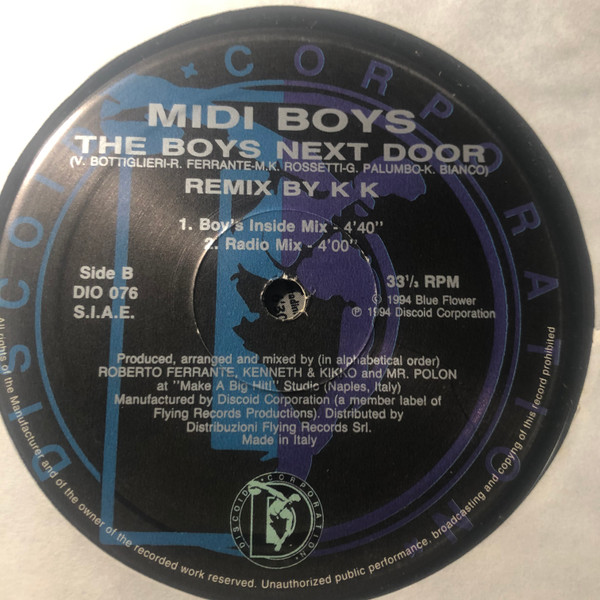 DISCOID CORPORATION
MIDI BOYS
THE BOYS NEXT DOOR
(V. BOTTIGLIERI-R. FERRANTE-M.K. ROSSETTI-G. PALUMBO-K. BIANCO)
REMIX BY K K
1. Boy's Inside Mix - 4'40"
2. Radio Mix - 4'00"
Side B
DIO 076
S.I.A.E.
33⅓ RPM
© 1994 Blue Flower
℗ 1994 Discoid Corporation
Produced, arranged and mixed by (in alphabetical order)
ROBERTO FERRANTE, KENNETH & KIKKO and MR. POLON
at "Make A Big Hit!" Studio (Naples, Italy)
Manufactured by Discoid Corporation (a member label of
Flying Records Productions). Distributed by
Distribuzioni Flying Records Srl.
Made in Italy
DISCOID CORPORATION
All rights of the Manufacturer and of the owner of the recorded work reserved. Unauthorized public performance, broadcasting and copyng of this record prohibited